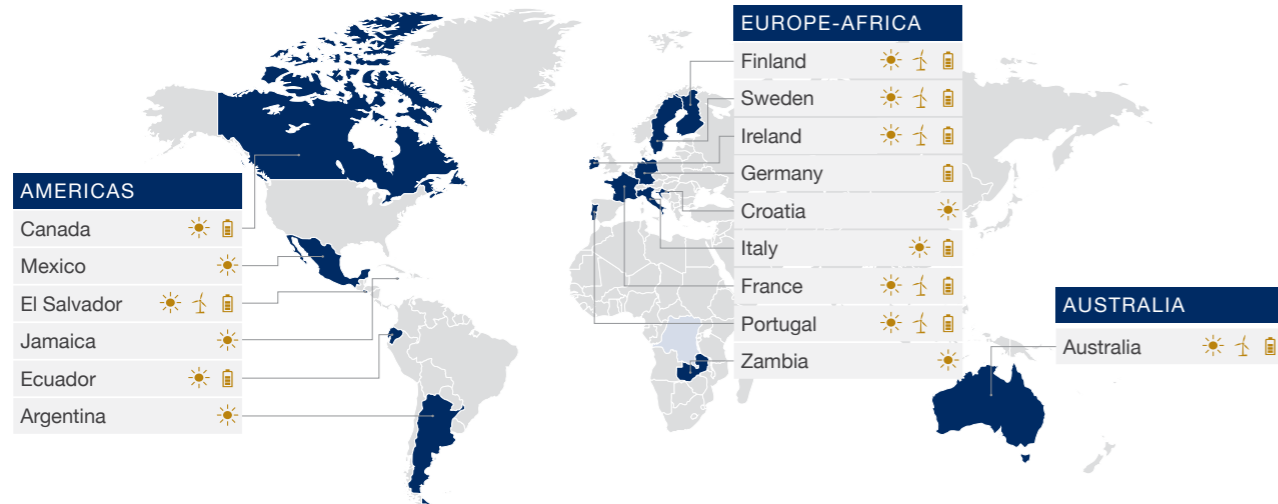 AMERICAS
Canada
Mexico
El Salvador
Jamaica
Ecuador
Argentina
EUROPE-AFRICA
Finland
Sweden
Ireland
Germany
Croatia
Italy
France
Portugal
Zambia
AUSTRALIA
Australia